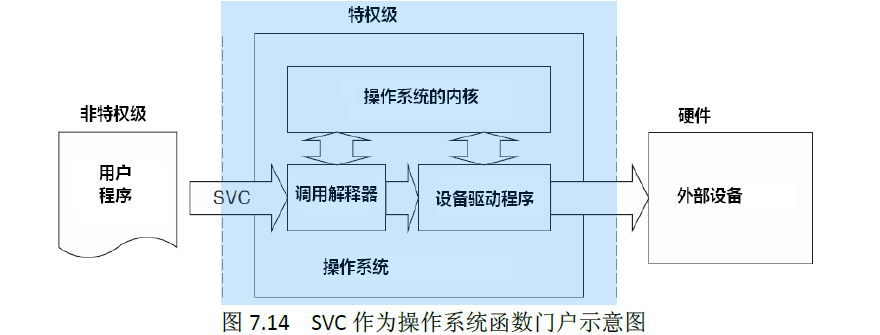 特权级
操作系统的内核
非特权级
硬件
用户
程序
SVC
调用解释器
设备驱动程序
外部设备
操作系统
图 7.14 SVC 作为操作系统函数门户示意图